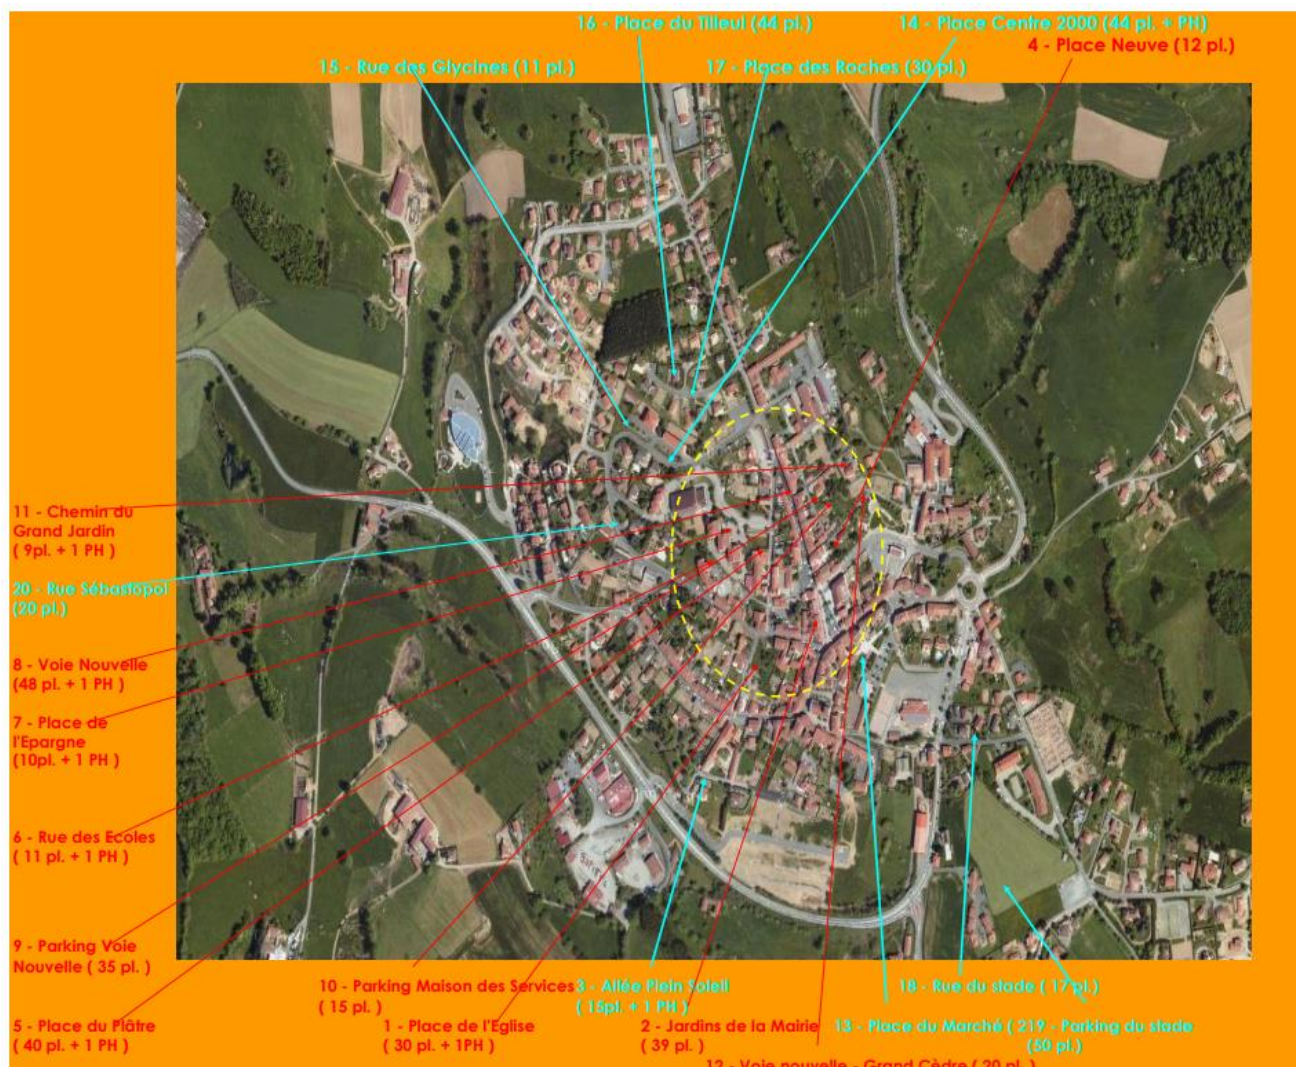 16 - Place du Tilleul (44 pl.)
14 - Place Centre 2000 (44 pl. + PH)
4 - Place Neuve (12 pl.)
15 - Rue des Glycines (11 pl.)
17 - Place des Roches (30 pl.)
11 - Chemin du
Grand Jardin
( 9pl. + 1 PH )
20 - Rue Sébastopol
(20 pl.)
8 - Voie Nouvelle
(48 pl. + 1 PH )
7 - Place de
l'Epargne
(10pl. + 1 PH )
6 - Rue des Ecoles
( 11 pl. + 1 PH )
9 - Parking Voie
Nouvelle ( 35 pl. )
5 - Place du Plâtre
( 40 pl. + 1 PH )
10 - Parking Maison des Services
( 15 pl. )
1 - Place de l'Eglise
( 30 pl. + 1PH )
3 - Allée Plein Soleil
(15pl. + 1 PH )
2 - Jardins de la Mairie
( 39 pl. )
18 - Rue du stade ( 17 pl.)
13 - Place du Marché ( 219 - Parking du stade
(50 pl.)
12 - Voie nouvelle - Grand Cèdre ( 20 pl. )